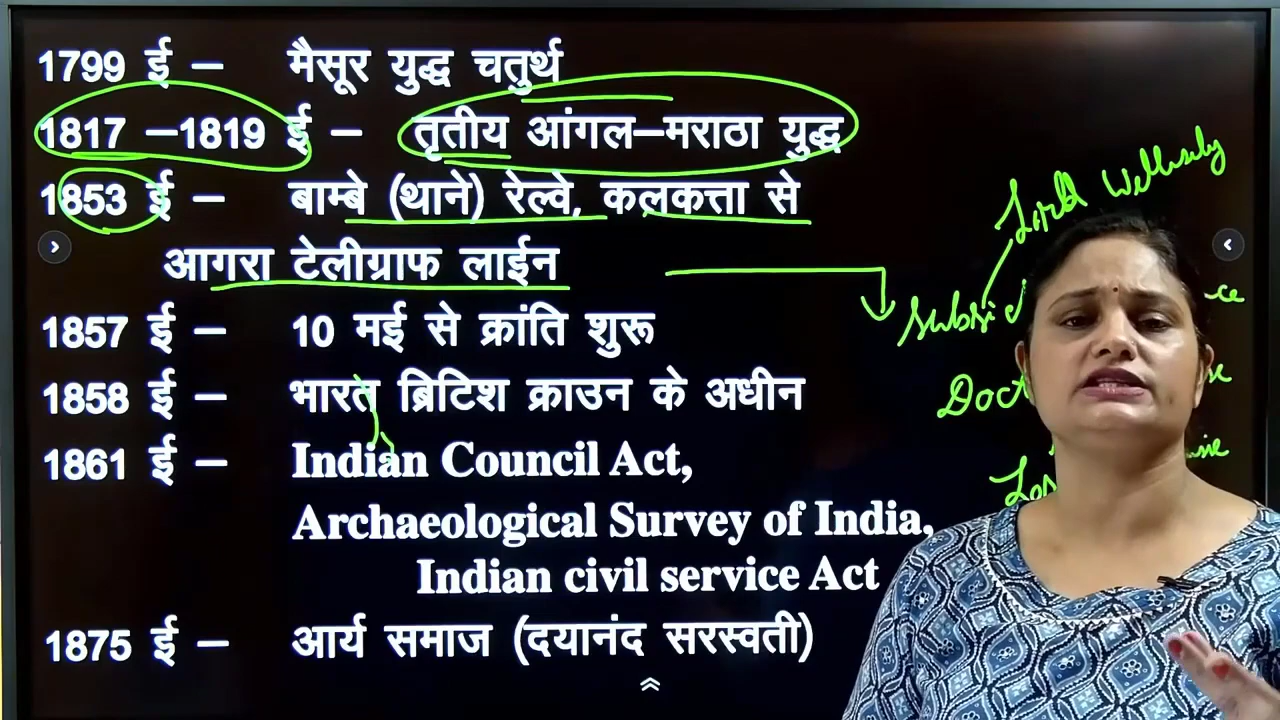 1799 ई – मैसूर युद्ध चतुर्थ
1817 –1819 ई – तृतीय आंगल–मराठा युद्ध
1853 ई – बाम्बे (थाने) रेल्वे, कलकत्ता से
आगरा टेलीग्राफ लाईन
1857 ई – 10 मई से क्रांति शुरू
1858 ई – भारत ब्रिटिश क्राउन के अधीन
1861 ई – Indian Council Act,
Archaeological Survey of India,
Indian civil service Act
1875 ई – आर्य समाज (दयानंद सरस्वती)
Lord Wellesely